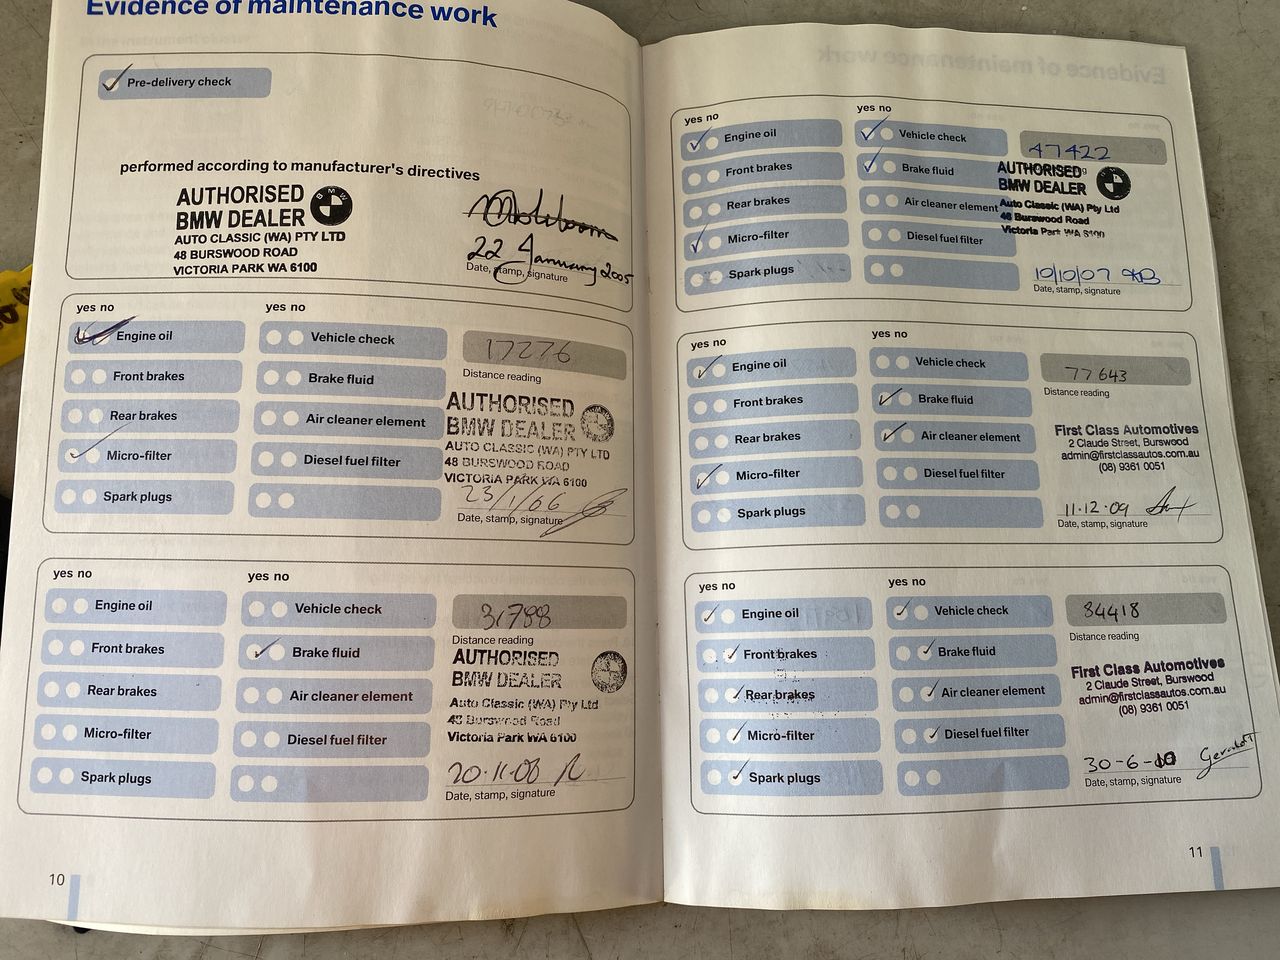 Evidence of maintenance work
Pre-delivery check
performed according to manufacturer's directives
AUTHORISED
BMW DEALER
AUTO CLASSIC (WA) PTY LTD
48 BURSWOOD ROAD
VICTORIA PARK WA 6100
22 January 2005
Date, stamp, signature
yes no yes no
Engine oil Vehicle check
17276
Distance reading
Front brakes Brake fluid
Rear brakes Air cleaner element
Micro-filter Diesel fuel filter
Spark plugs
AUTHORISED
BMW DEALER
AUTO CLASSIC (WA) PTY LTD
48 BURSWOOD ROAD
VICTORIA PARK WA 6100
23/1/06
Date, stamp, signature
yes no yes no
Engine oil Vehicle check
31788
Distance reading
Front brakes Brake fluid
Rear brakes Air cleaner element
Micro-filter Diesel fuel filter
Spark plugs
AUTHORISED
BMW DEALER
Auto Classic (WA) Pty Ltd
48 Burswood Road
Victoria Park WA 6100
20.11.06
Date, stamp, signature
10
yes no yes no
Engine oil Vehicle check
47422
Front brakes Brake fluid
Rear brakes Air cleaner element
Micro-filter Diesel fuel filter
Spark plugs
AUTHORISED
BMW DEALER
Auto Classic (WA) Pty Ltd
48 Burswood Road
Victoria Park WA 6100
10/10/07
Date, stamp, signature
yes no yes no
Engine oil Vehicle check
77643
Distance reading
Front brakes Brake fluid
Rear brakes Air cleaner element
Micro-filter Diesel fuel filter
Spark plugs
First Class Automotives
2 Claude Street, Burswood
admin@firstclassautos.com.au
(08) 9361 0051
11.12.09
Date, stamp, signature
yes no yes no
Engine oil Vehicle check
84418
Distance reading
Front brakes Brake fluid
Rear brakes Air cleaner element
Micro-filter Diesel fuel filter
Spark plugs
First Class Automotives
2 Claude Street, Burswood
admin@firstclassautos.com.au
(08) 9361 0051
30-6-10
Date, stamp, signature
11